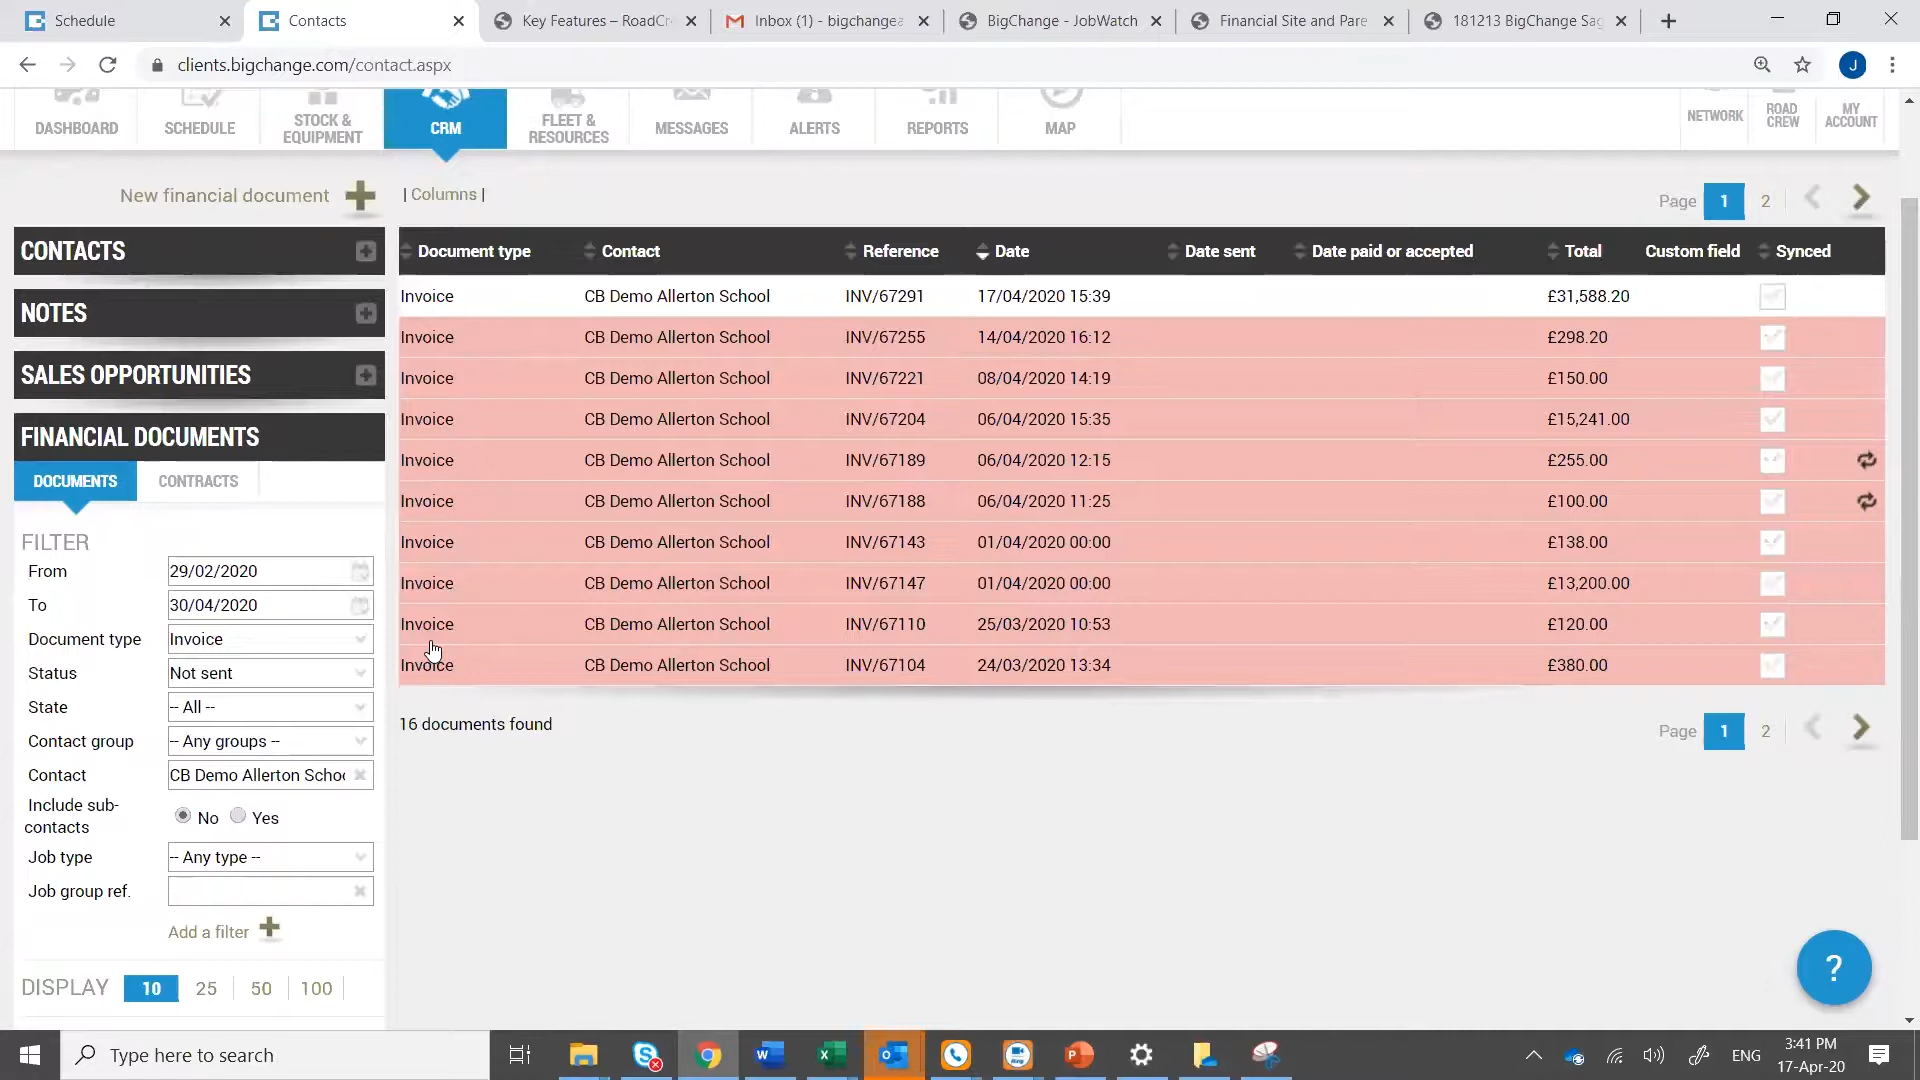 Schedule
Contacts
Key Features – RoadCr
Inbox (1) - bigchangea
BigChange - JobWatch
Financial Site and Pare
181213 BigChange Sag
clients.bigchange.com/contact.aspx
J
DASHBOARD
SCHEDULE
STOCK &
EQUIPMENT
CRM
FLEET &
RESOURCES
MESSAGES
ALERTS
REPORTS
MAP
NETWORK
ROAD
CREW
MY
ACCOUNT
New financial document
| Columns |
Page 1 2
CONTACTS
NOTES
SALES OPPORTUNITIES
FINANCIAL DOCUMENTS
DOCUMENTS CONTRACTS
FILTER
From 29/02/2020
To 30/04/2020
Document type Invoice
Status Not sent
State -- All --
Contact group -- Any groups --
Contact CB Demo Allerton Schoo
Include sub-
contacts No Yes
Job type -- Any type --
Job group ref.
Add a filter
DISPLAY 10 25 50 100
Document type Contact Reference Date Date sent Date paid or accepted Total Custom field Synced
Invoice CB Demo Allerton School INV/67291 17/04/2020 15:39 £31,588.20
Invoice CB Demo Allerton School INV/67255 14/04/2020 16:12 £298.20
Invoice CB Demo Allerton School INV/67221 08/04/2020 14:19 £150.00
Invoice CB Demo Allerton School INV/67204 06/04/2020 15:35 £15,241.00
Invoice CB Demo Allerton School INV/67189 06/04/2020 12:15 £255.00
Invoice CB Demo Allerton School INV/67188 06/04/2020 11:25 £100.00
Invoice CB Demo Allerton School INV/67143 01/04/2020 00:00 £138.00
Invoice CB Demo Allerton School INV/67147 01/04/2020 00:00 £13,200.00
Invoice CB Demo Allerton School INV/67110 25/03/2020 10:53 £120.00
Invoice CB Demo Allerton School INV/67104 24/03/2020 13:34 £380.00
16 documents found
Page 1 2
?
Type here to search
ENG
3:41 PM
17-Apr-20